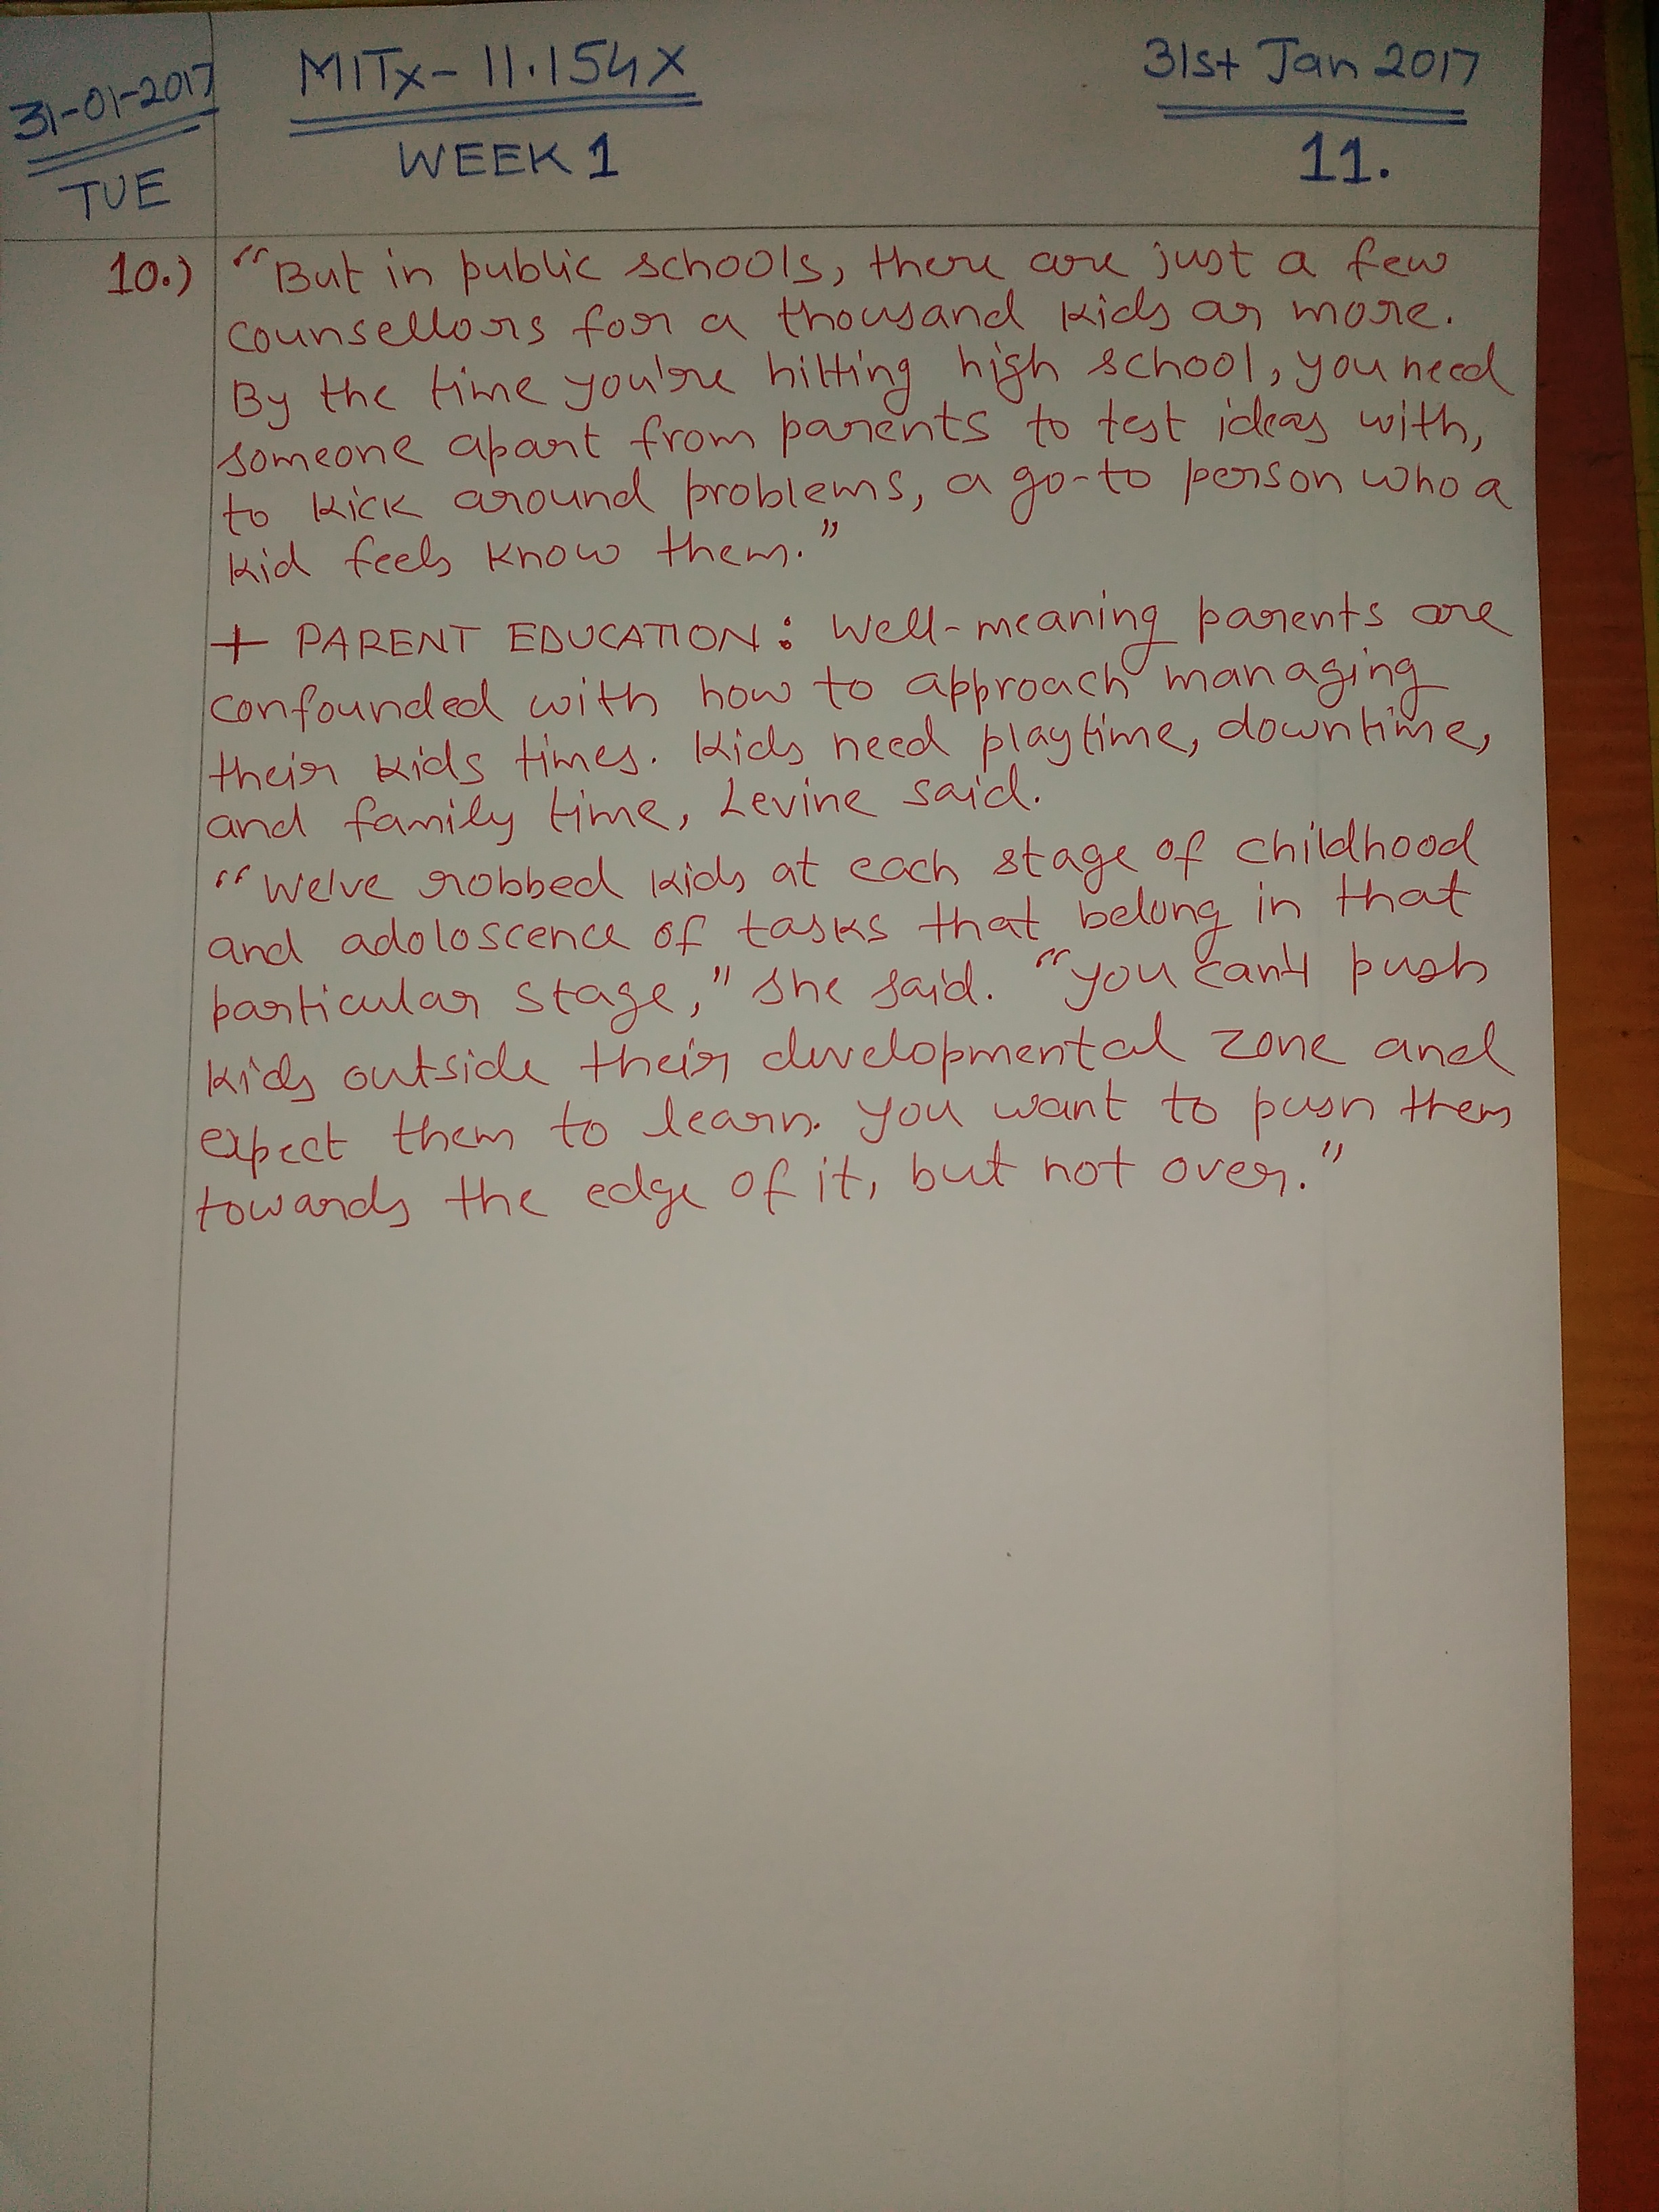 31-01-2017
TUE
MITx- 11.154x
WEEK 1
31st Jan 2017
11.
10.) "But in public schools, there are just a few
counsellors for a thousand kids or more.
By the time you're hitting high school, you need
someone apart from parents to test ideas with,
to kick around problems, a go-to person who a
kid feels know them."
+ PARENT EDUCATION: Well-meaning parents are
confounded with how to approach managing
their kids times. Kids need playtime, downtime,
and family time, Levine said.
"We've robbed kids at each stage of childhood
and adoloscence of tasks that belong in that
particular stage," she said. "you can't push
kids outside their developmental zone and
expect them to learn. you want to push them
towards the edge of it, but not over."